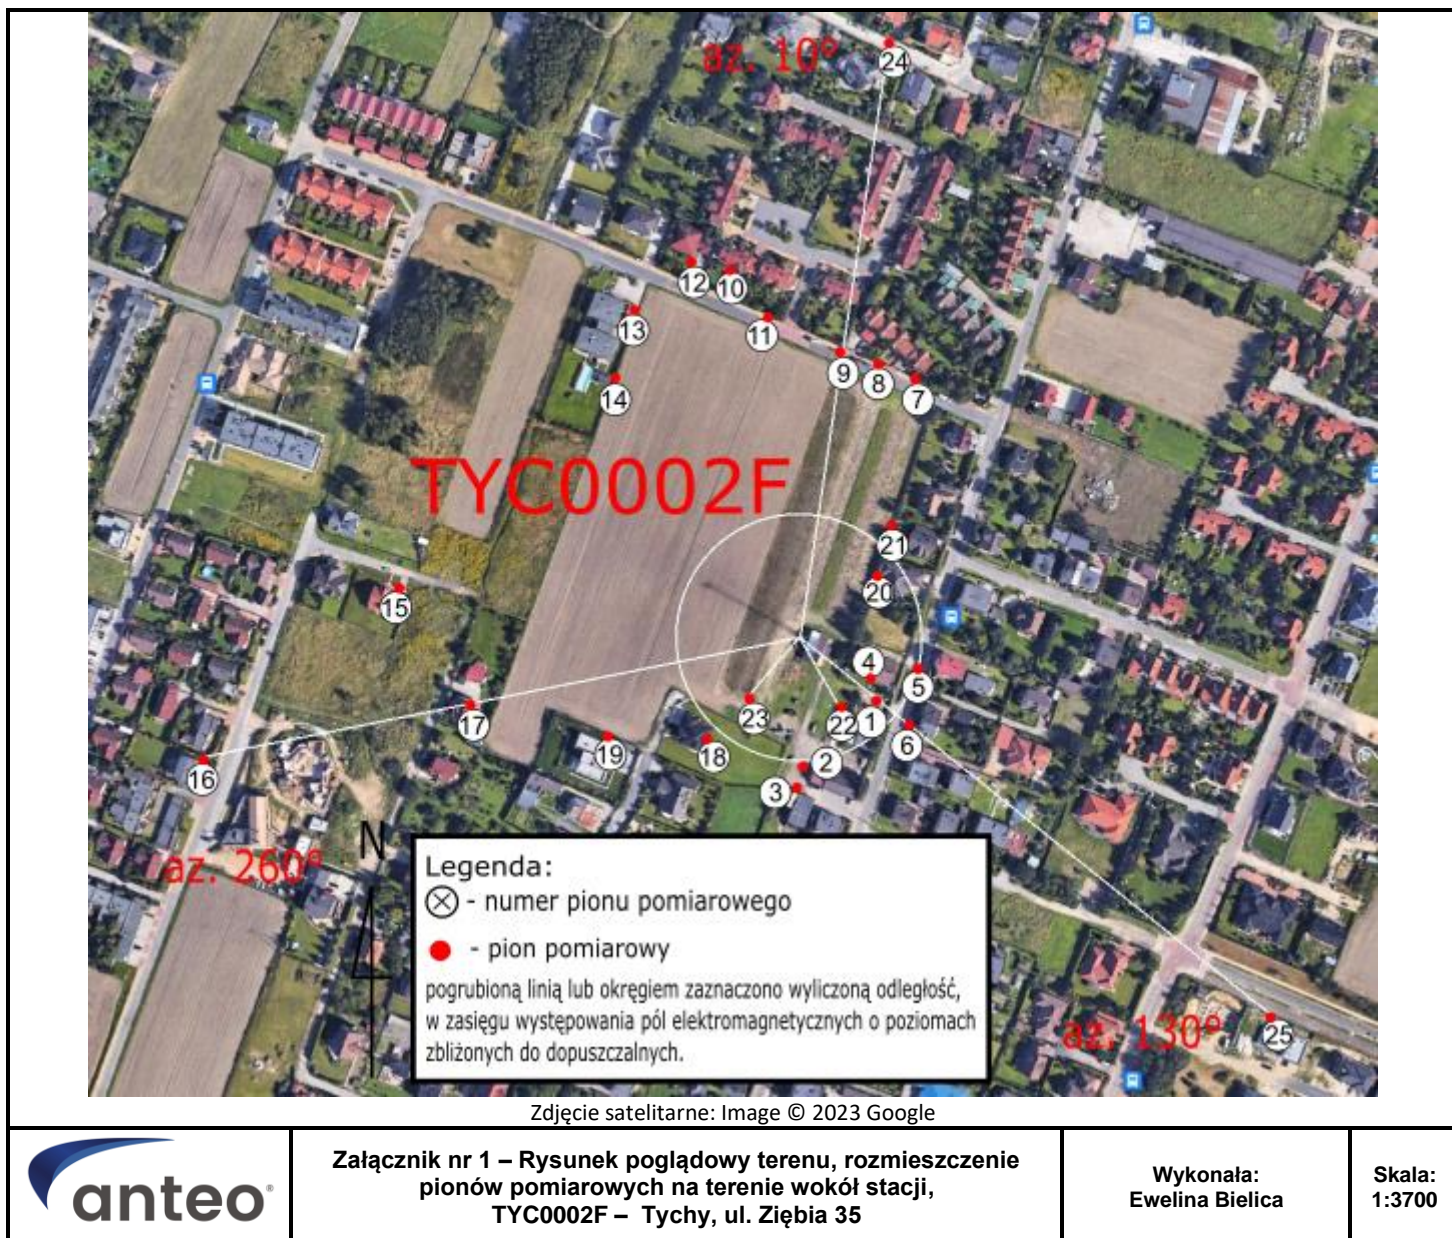 az. 10°
24
12
10
13
11
9
8
7
14
TYC0002F
21
20
15
4
5
23
22
1
17
6
19
18
2
16
3
az. 260°
N
Legenda:
- numer pionu pomiarowego
- pion pomiarowy
pogrubioną linią lub okręgiem zaznaczono wyliczoną odległość,
w zasięgu występowania pól elektromagnetycznych o poziomach
zbliżonych do dopuszczalnych.
az. 130°
25
Zdjęcie satelitarne: Image © 2023 Google
anteo®
Załącznik nr 1 – Rysunek poglądowy terenu, rozmieszczenie
pionów pomiarowych na terenie wokół stacji,
TYC0002F – Tychy, ul. Ziębia 35
Wykonała:
Ewelina Bielica
Skala:
1:3700